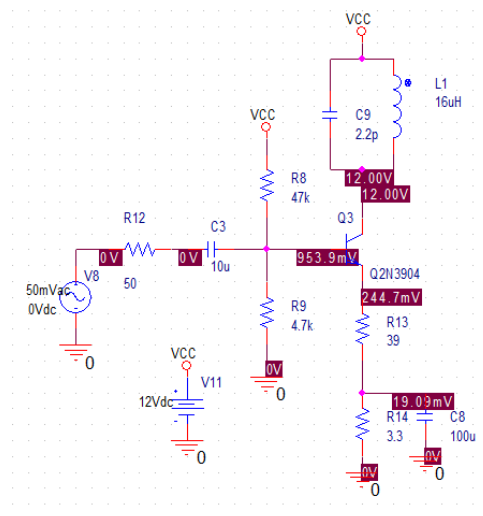 VCC
L1
16uH
C9
2.2p
VCC
12.00V
12.00V
R8
47k
R12
C3
Q3
0V
0V
953.9mV
50mVac
V8
50
10u
Q2N3904
0Vdc
244.7mV
R9
4.7k
R13
39
0
VCC
0V
0
V11
12Vdc
19.09mV
R14
C8
3.3
100u
0
0V
0V
0
0